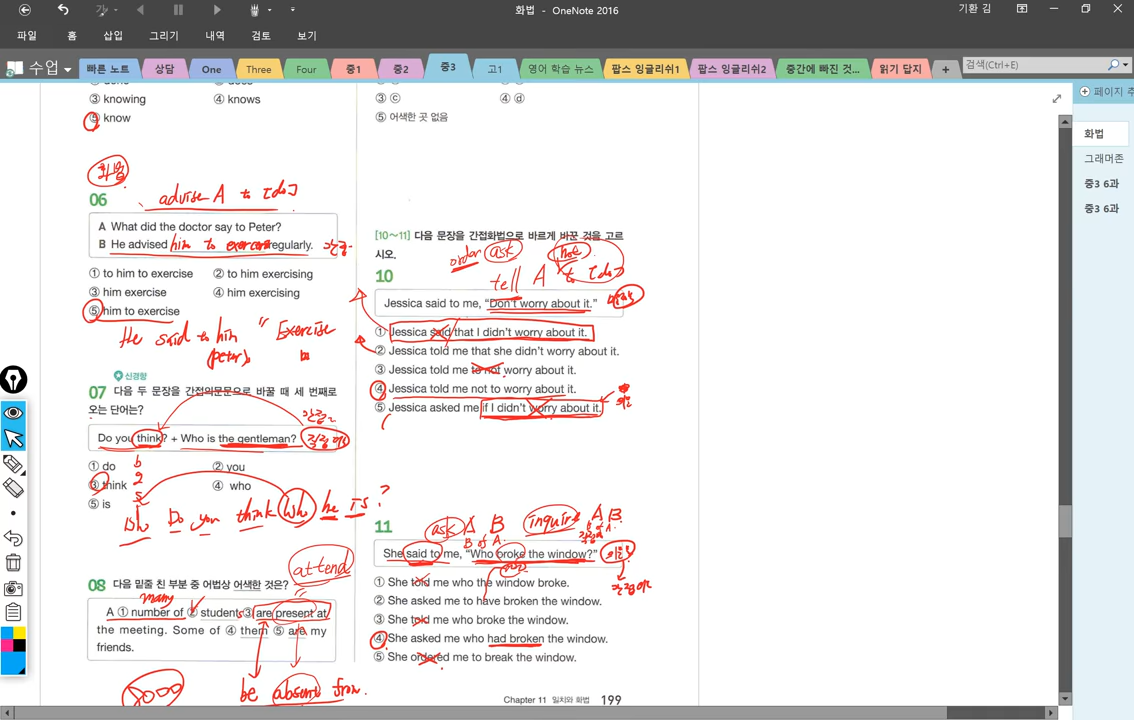 화법 - OneNote 2016
기환 김
파일 홈 삽입 그리기 내역 검토 보기
수업 빠른 노트 상담 One Three Four 중1 중2 중3 고1 영어 학습 뉴스 팝스 잉글리쉬1 팝스 잉글리쉬2 중간에 빠진 것... 읽기 답지 + 검색(Ctrl+E)
페이지 추
화법
그래머존
중3 6과
중3 6과
③ knowing ④ knows
⑤ know
화법
advise A to [do]
06
A What did the doctor say to Peter?
B He advised him to exercise regularly.
① to him to exercise ② to him exercising
③ him exercise ④ him exercising
⑤ him to exercise
He said to him "Exercise
(Peter),
신경향
07 다음 두 문장을 간접의문문으로 바꿀 때 세 번째로
오는 단어는?
Do you think? + Who is the gentleman?
① do ② you
③ think ④ who
⑤ is
Who Do you think who he is?
attend
08 다음 밑줄 친 부분 중 어법상 어색한 것은?
many
A ① number of ② students ③ are present at
the meeting. Some of ④ them ⑤ are my
friends.
be absent from.
③ ⓒ ④ ⓓ
⑤ 어색한 곳 없음
[10~11] 다음 문장을 간접화법으로 바르게 바꾼 것을 고르
시오.
order ask not
10 tell A to [do]
Jessica said to me, "Don't worry about it."
① Jessica said that I didn't worry about it.
② Jessica told me that she didn't worry about it.
③ Jessica told me to not worry about it.
④ Jessica told me not to worry about it.
⑤ Jessica asked me if I didn't worry about it.
ask A B inquire A B
B of A B of A
11
She said to me, "Who broke the window?" 의문문
① She told me who the window broke.
② She asked me to have broken the window.
③ She told me who broke the window.
④ She asked me who had broken the window.
⑤ She ordered me to break the window.
Chapter 11 일치와 화법 199